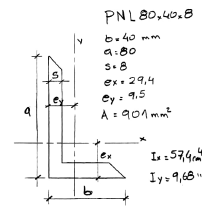 PNL 80x40x8
b = 40 mm
a = 80
s = 8
ex = 29,4
ey = 9,5
A = 901 mm²
y
s
ey
a
x
ex
b
Ix = 57,4 cm⁴
Iy = 9,68 "